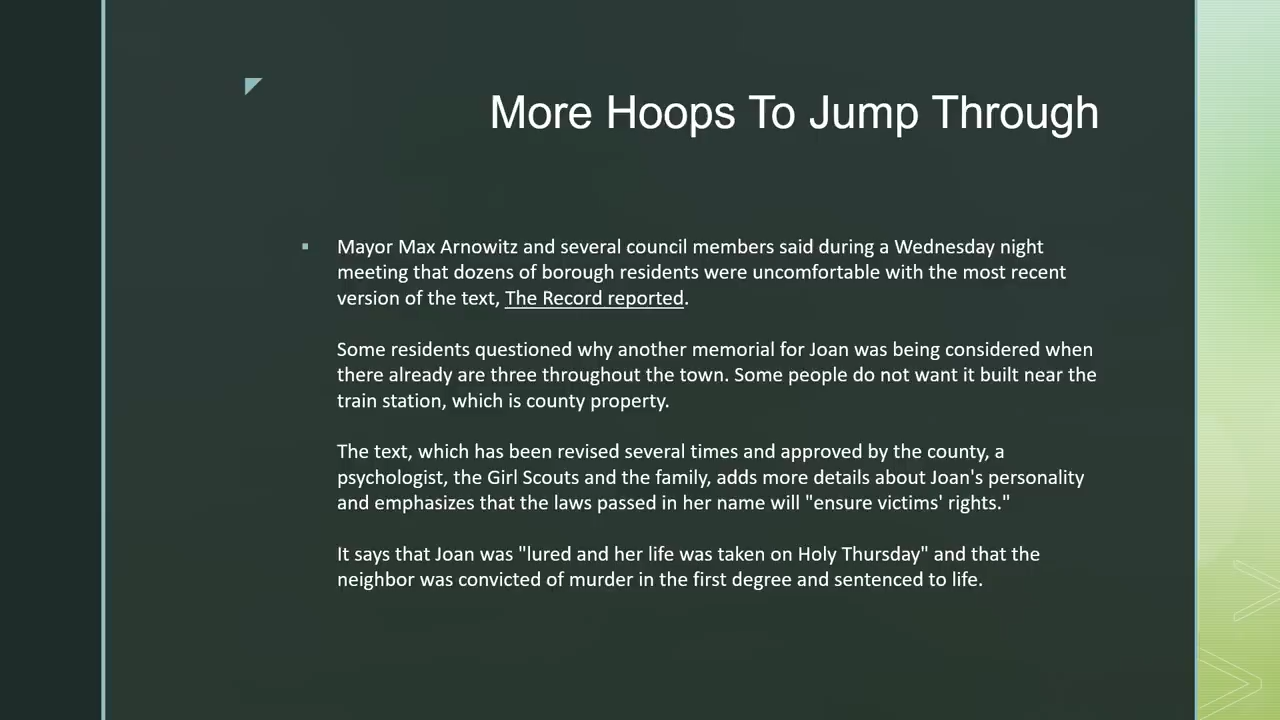 More Hoops To Jump Through
Mayor Max Arnowitz and several council members said during a Wednesday night
meeting that dozens of borough residents were uncomfortable with the most recent
version of the text, The Record reported.
Some residents questioned why another memorial for Joan was being considered when
there already are three throughout the town. Some people do not want it built near the
train station, which is county property.
The text, which has been revised several times and approved by the county, a
psychologist, the Girl Scouts and the family, adds more details about Joan's personality
and emphasizes that the laws passed in her name will "ensure victims' rights."
It says that Joan was "lured and her life was taken on Holy Thursday" and that the
neighbor was convicted of murder in the first degree and sentenced to life.